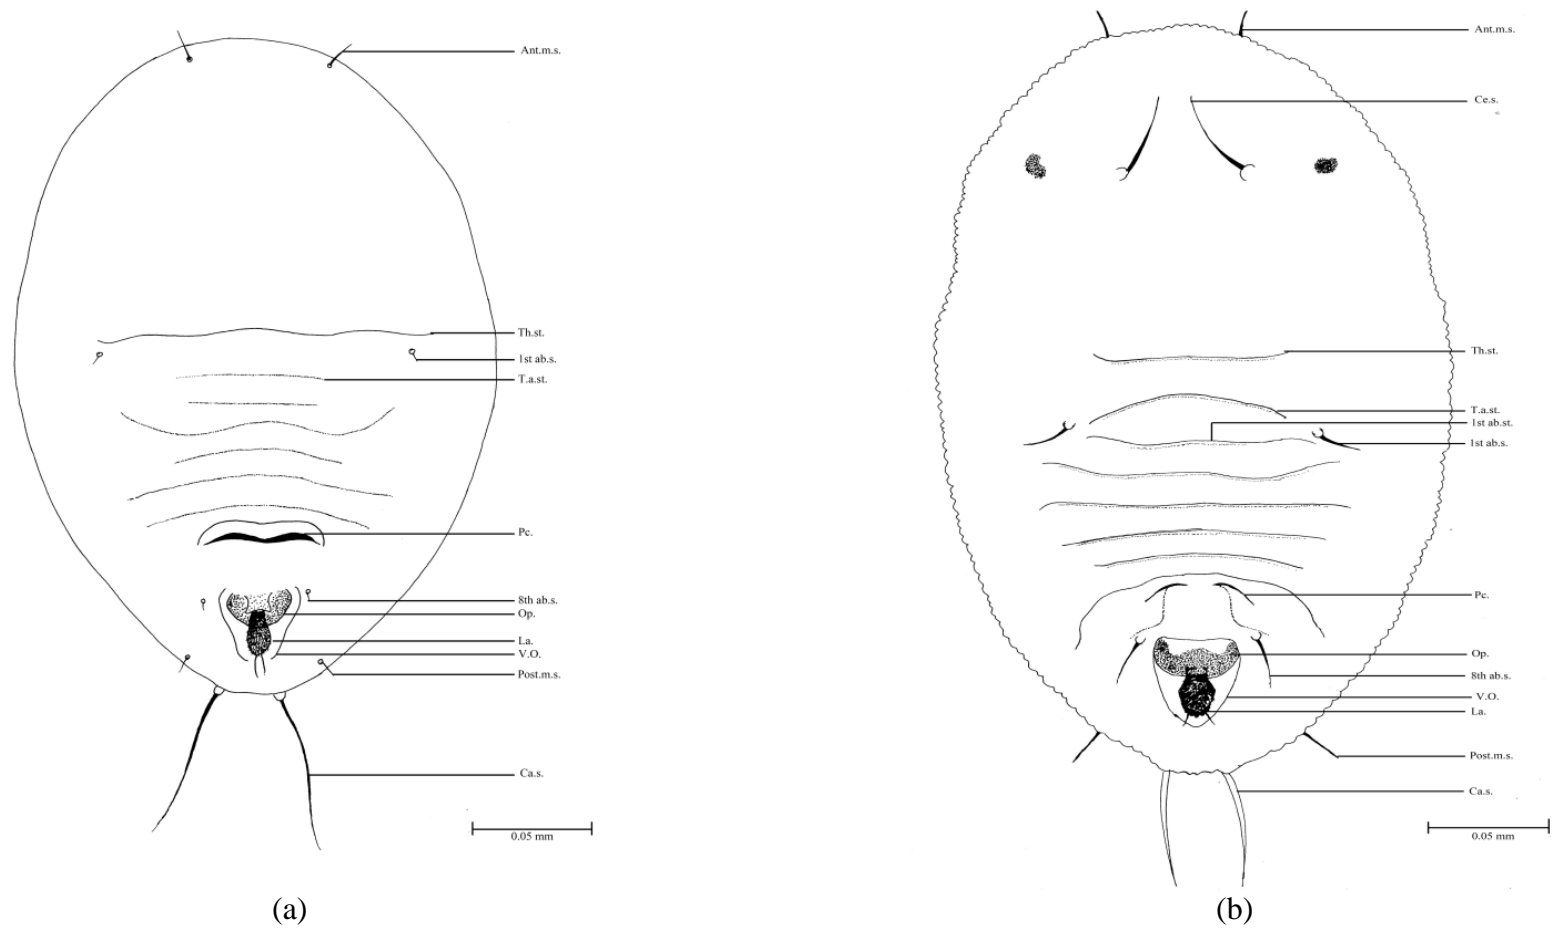 Ant.m.s.
Th.st.
1st ab.s.
T.a.st.
Pc.
8th ab.s.
Op.
La.
V.O.
Post.m.s.
Ca.s.
0.05 mm
(a)
Ant.m.s.
Ce.s.
Th.st.
T.a.st.
1st ab.st.
1st ab.s.
Pc.
Op.
8th ab.s.
V.O.
La.
Post.m.s.
Ca.s.
0.05 mm
(b)